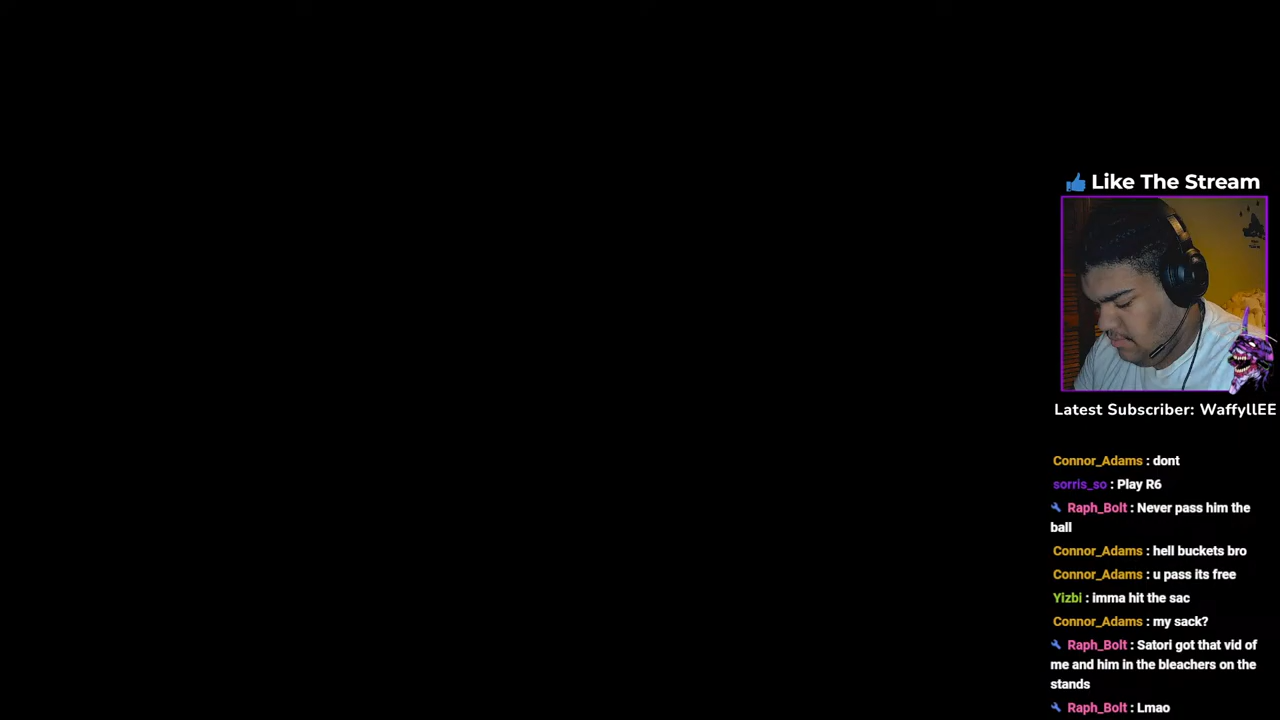 Like The Stream
Latest Subscriber: WaffyllEE
Connor_Adams : dont
sorris_so : Play R6
Raph_Bolt : Never pass him the
ball
Connor_Adams : hell buckets bro
Connor_Adams : u pass its free
Yizbi : imma hit the sac
Connor_Adams : my sack?
Raph_Bolt : Satori got that vid of
me and him in the bleachers on the
stands
Raph_Bolt : Lmao